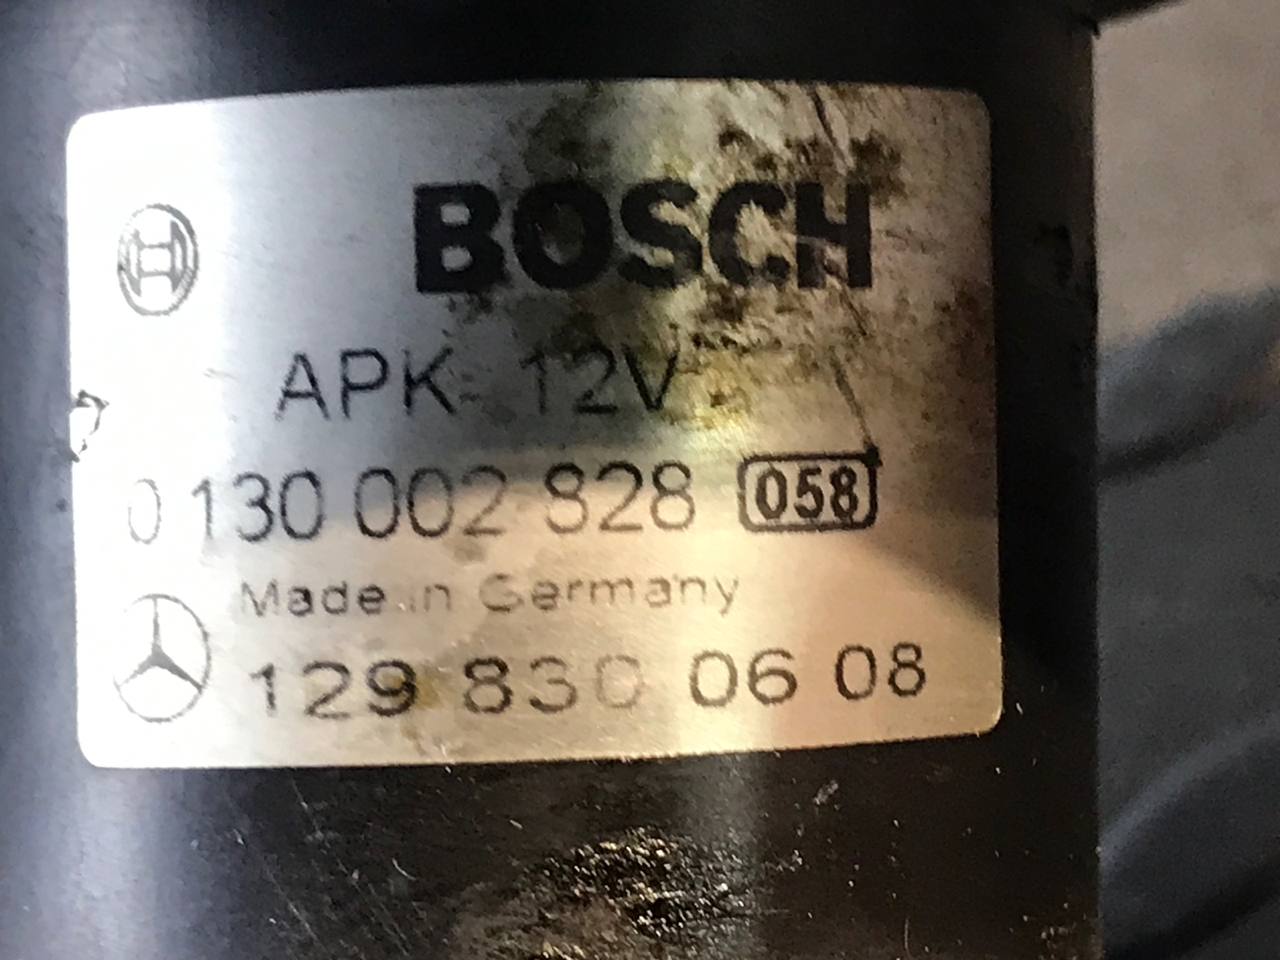 BOSCH
APK 12V
0 130 002 828 058
Made in Germany
129 830 06 08